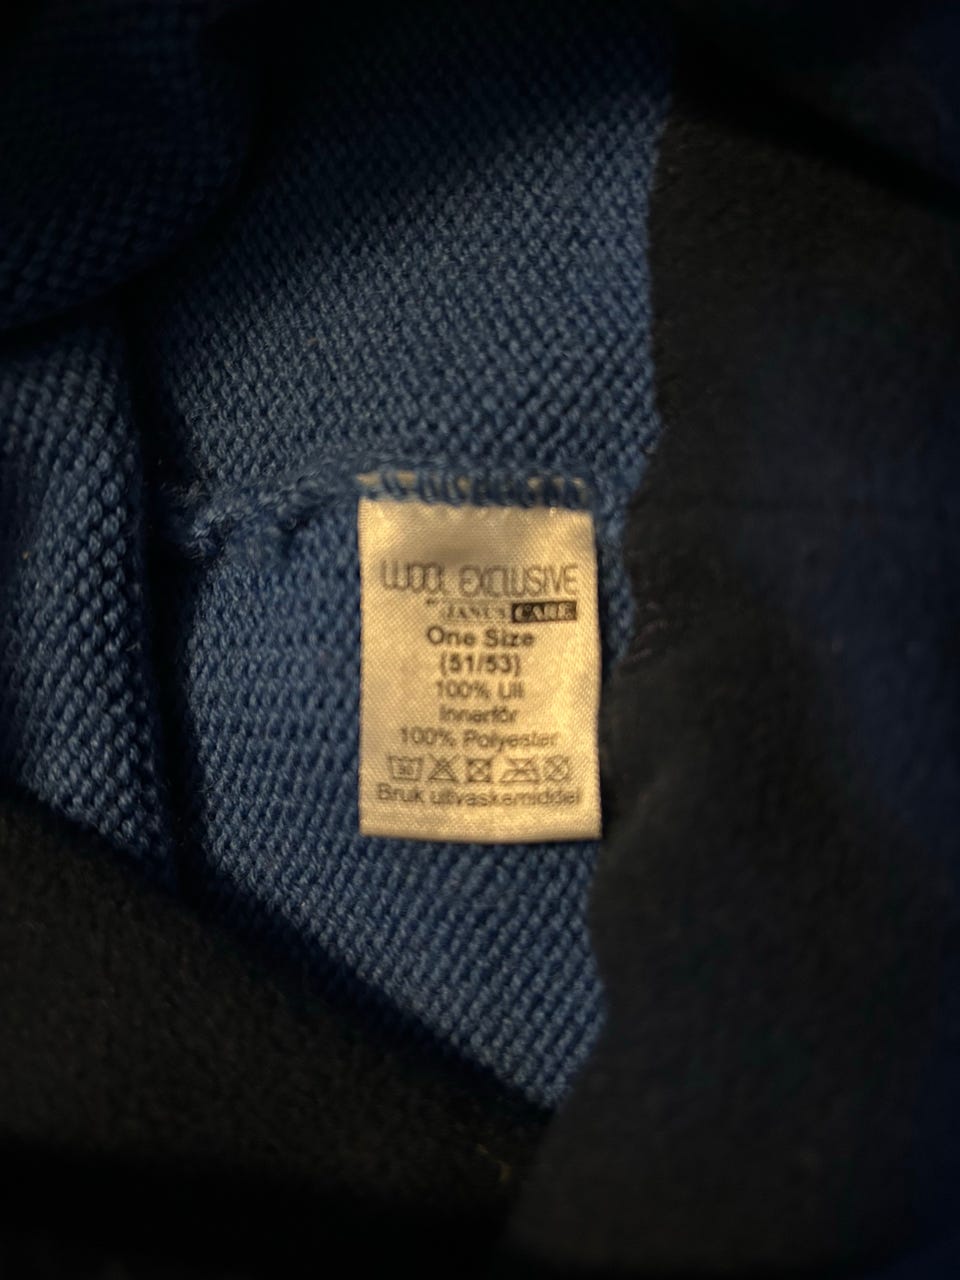 WOOL EXCLUSIVE
JANUS CARE
One Size
(51/53)
100% Ull
Innerfôr
100% Polyester
Bruk ullvaskemiddel